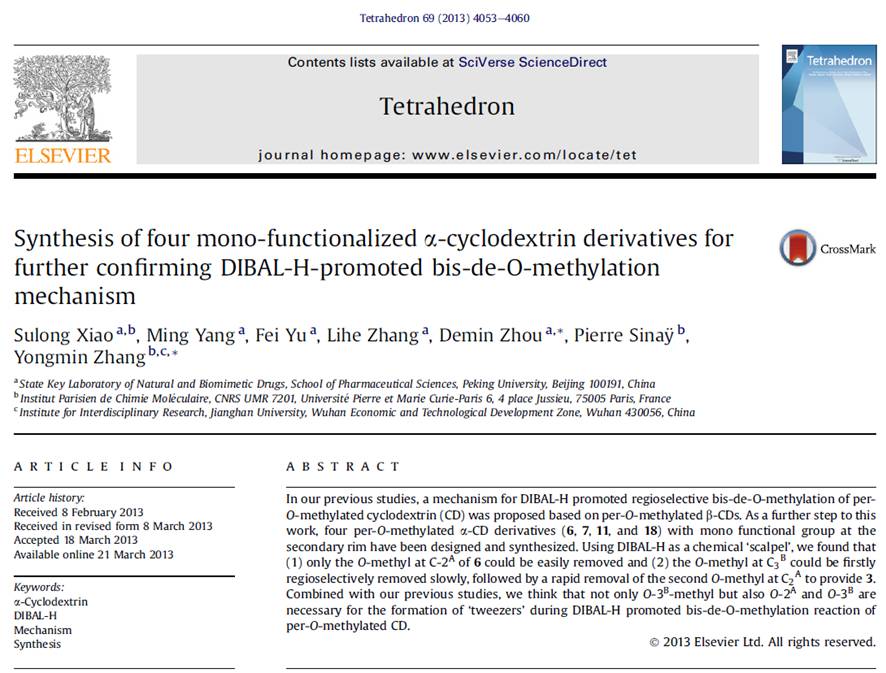 Tetrahedron 69 (2013) 4053–4060
Contents lists available at SciVerse ScienceDirect
Tetrahedron
journal homepage: www.elsevier.com/locate/tet
ELSEVIER
Tetrahedron
Synthesis of four mono-functionalized α-cyclodextrin derivatives for
further confirming DIBAL-H-promoted bis-de-O-methylation
mechanism
CrossMark
Sulong Xiao a,b, Ming Yang a, Fei Yu a, Lihe Zhang a, Demin Zhou a,*, Pierre Sinaÿ b,
Yongmin Zhang b,c,*
a State Key Laboratory of Natural and Biomimetic Drugs, School of Pharmaceutical Sciences, Peking University, Beijing 100191, China
b Institut Parisien de Chimie Moléculaire, CNRS UMR 7201, Université Pierre et Marie Curie-Paris 6, 4 place Jussieu, 75005 Paris, France
c Institute for Interdisciplinary Research, Jianghan University, Wuhan Economic and Technological Development Zone, Wuhan 430056, China
ARTICLE INFO
Article history:
Received 8 February 2013
Received in revised form 8 March 2013
Accepted 18 March 2013
Available online 21 March 2013
Keywords:
α-Cyclodextrin
DIBAL-H
Mechanism
Synthesis
ABSTRACT
In our previous studies, a mechanism for DIBAL-H promoted regioselective bis-de-O-methylation of per-
O-methylated cyclodextrin (CD) was proposed based on per-O-methylated β-CDs. As a further step to this
work, four per-O-methylated α-CD derivatives (6, 7, 11, and 18) with mono functional group at the
secondary rim have been designed and synthesized. Using DIBAL-H as a chemical ‘scalpel’, we found that
(1) only the O-methyl at C-2A of 6 could be easily removed and (2) the O-methyl at C3B could be firstly
regioselectively removed slowly, followed by a rapid removal of the second O-methyl at C2A to provide 3.
Combined with our previous studies, we think that not only O-3B-methyl but also O-2A and O-3B are
necessary for the formation of ‘tweezers’ during DIBAL-H promoted bis-de-O-methylation reaction of
per-O-methylated CD.
© 2013 Elsevier Ltd. All rights reserved.